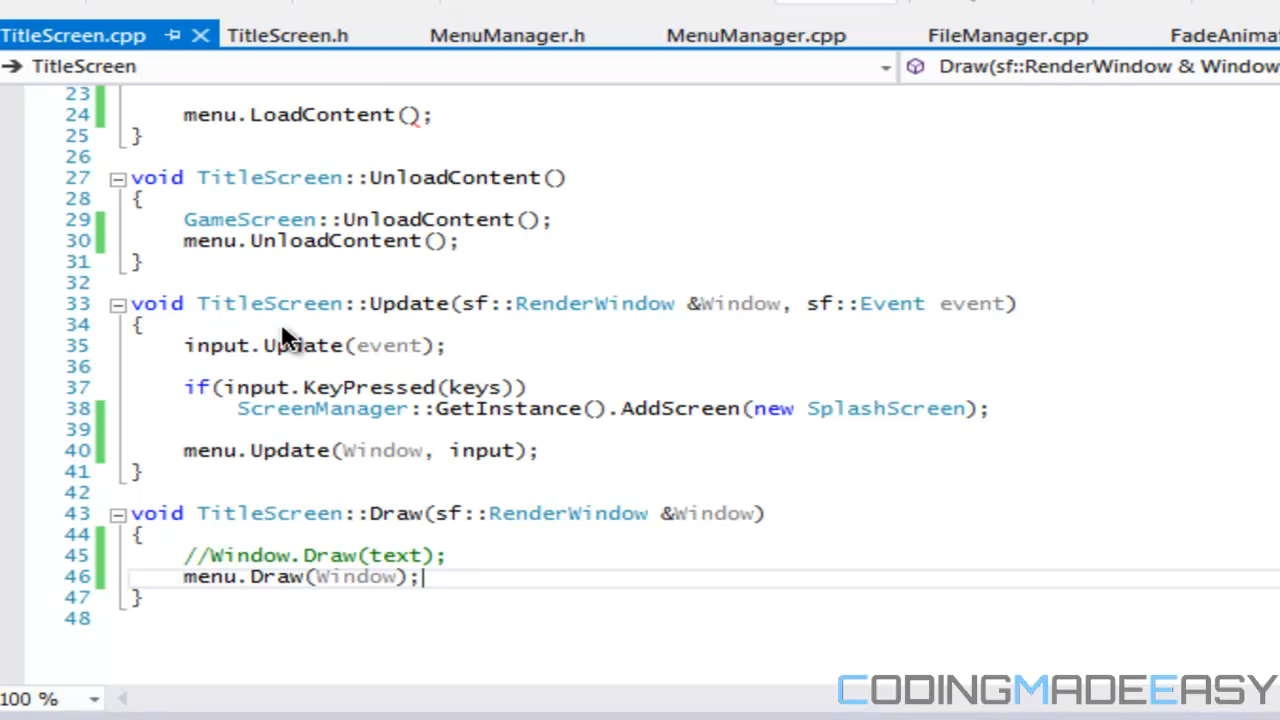 TitleScreen.cpp TitleScreen.h MenuManager.h MenuManager.cpp FileManager.cpp FadeAnimat
TitleScreen Draw(sf::RenderWindow & Window
23
24 menu.LoadContent();
25 }
26
27 void TitleScreen::UnloadContent()
28 {
29 GameScreen::UnloadContent();
30 menu.UnloadContent();
31 }
32
33 void TitleScreen::Update(sf::RenderWindow &Window, sf::Event event)
34 {
35 input.Update(event);
36
37 if(input.KeyPressed(keys))
38 ScreenManager::GetInstance().AddScreen(new SplashScreen);
39
40 menu.Update(Window, input);
41 }
42
43 void TitleScreen::Draw(sf::RenderWindow &Window)
44 {
45 //Window.Draw(text);
46 menu.Draw(Window);
47 }
48
100 %
CODINGMADEEASY